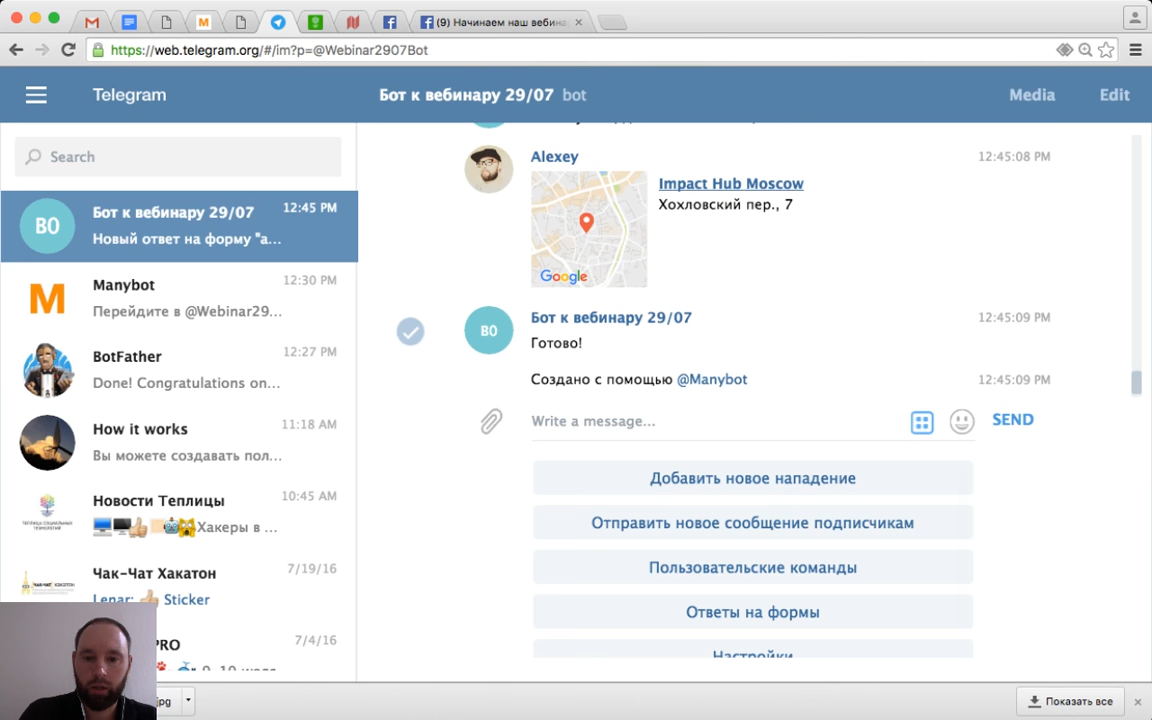 (9) Начинаем наш вебина
https://web.telegram.org/#/im?p=@Webinar2907Bot
Telegram
Бот к вебинару 29/07 bot
Media
Edit
Search
ВО
Бот к вебинару 29/07
12:45 PM
Новый ответ на форму "а...
Manybot
12:30 PM
Перейдите в @Webinar29...
BotFather
12:27 PM
Done! Congratulations on...
How it works
11:18 AM
Вы можете создавать пол...
Новости Теплицы
10:45 AM
Хакеры в ...
Чак-Чат Хакатон
7/19/16
Lenar: 👍 Sticker
PRO
7/4/16
Alexey
12:45:08 PM
Impact Hub Moscow
Хохловский пер., 7
Google
ВО
Бот к вебинару 29/07
12:45:09 PM
Готово!
Создано с помощью @Manybot
12:45:09 PM
Write a message...
SEND
Добавить новое нападение
Отправить новое сообщение подписчикам
Пользовательские команды
Ответы на формы
Настройки
jpg
Показать все